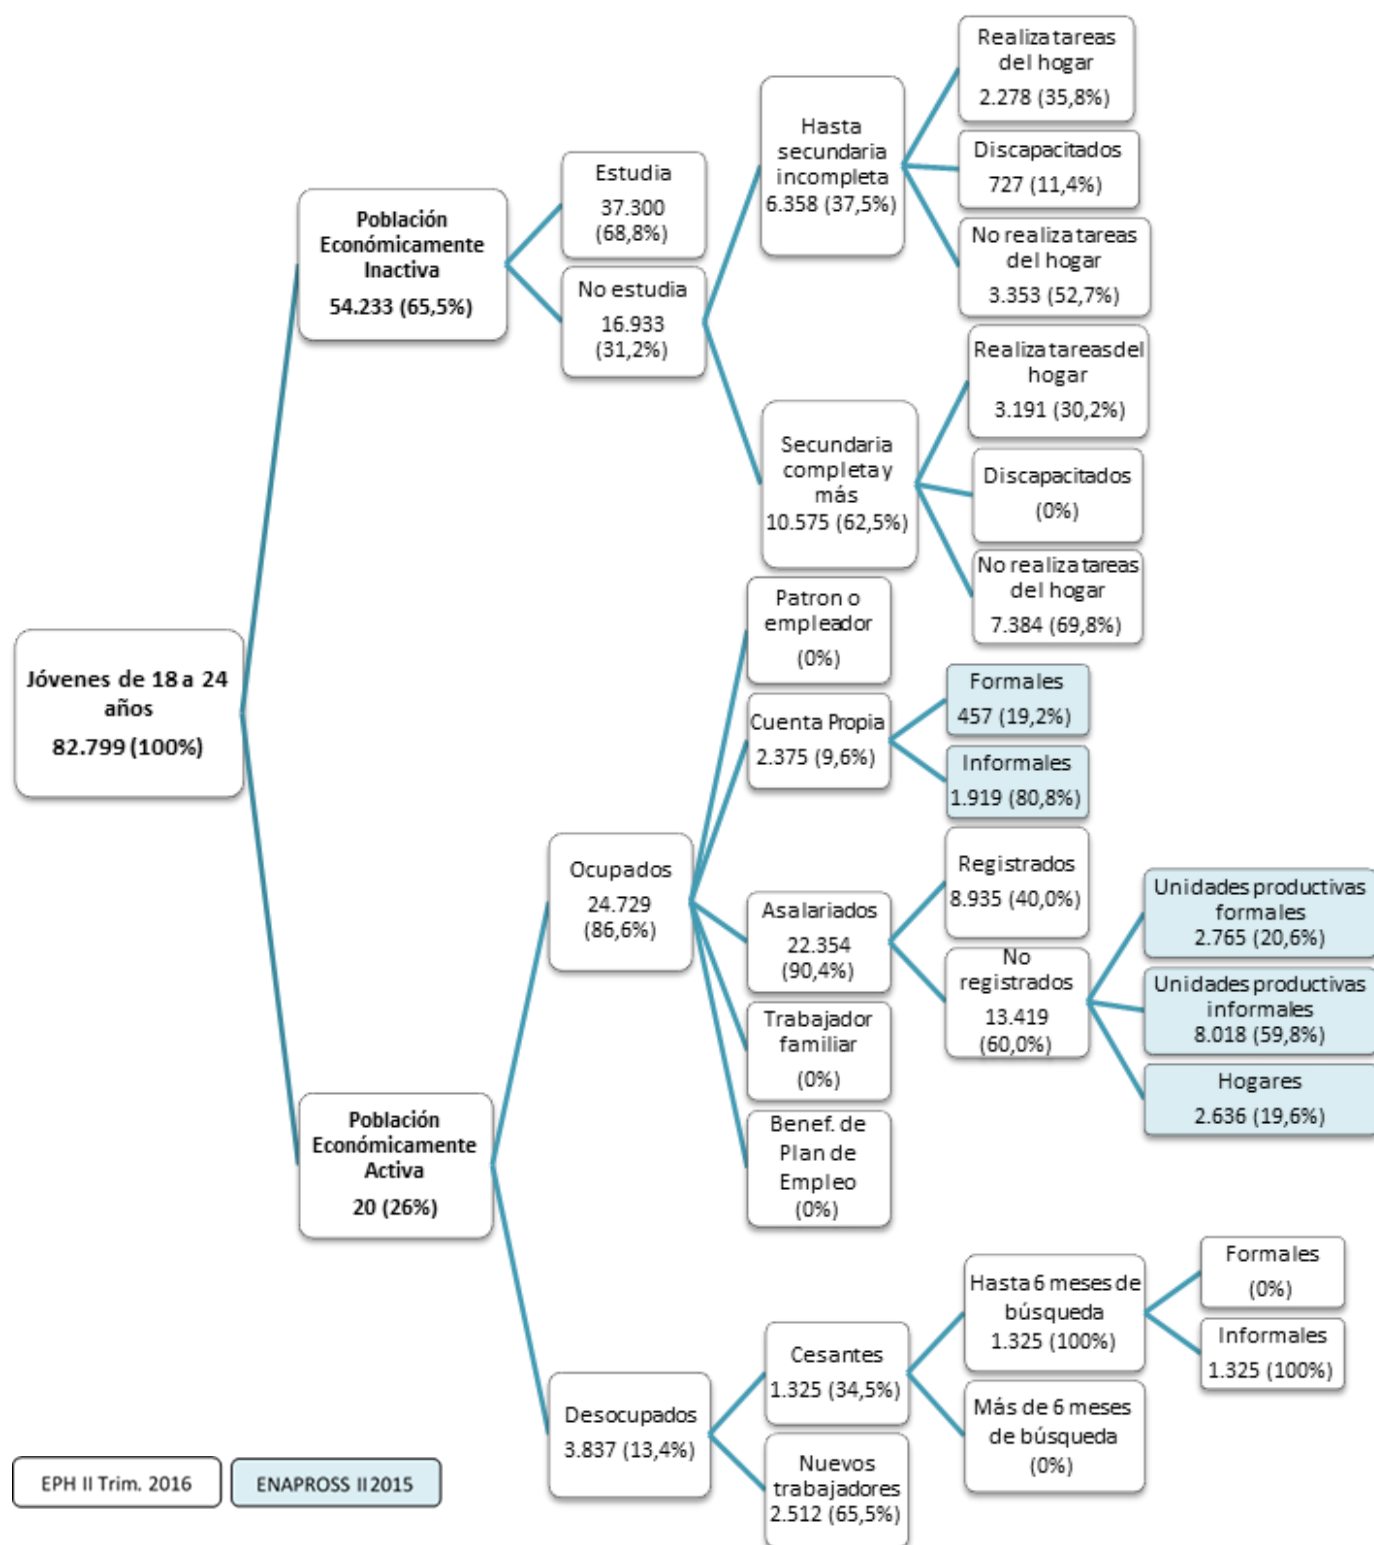 Jóvenes de 18 a 24
años
82.799 (100%)
Población
Económicamente
Inactiva
54.233 (65,5%)
Estudia
37.300
(68,8%)
No estudia
16.933
(31,2%)
Hasta
secundaria
incompleta
6.358 (37,5%)
Realiza tareas
del hogar
2.278 (35,8%)
Discapacitados
727 (11,4%)
No realiza tareas
del hogar
3.353 (52,7%)
Secundaria
completa y
más
10.575 (62,5%)
Realiza tareas del
hogar
3.191 (30,2%)
Discapacitados
(0%)
No realiza tareas
del hogar
7.384 (69,8%)
Población
Económicamente
Activa
20 (26%)
Ocupados
24.729
(86,6%)
Patron o
empleador
(0%)
Cuenta Propia
2.375 (9,6%)
Formales
457 (19,2%)
Informales
1.919 (80,8%)
Asalariados
22.354
(90,4%)
Registrados
8.935 (40,0%)
No
registrados
13.419
(60,0%)
Unidades productivas
formales
2.765 (20,6%)
Unidades productivas
informales
8.018 (59,8%)
Hogares
2.636 (19,6%)
Trabajador
familiar
(0%)
Benef. de
Plan de
Empleo
(0%)
Desocupados
3.837 (13,4%)
Cesantes
1.325 (34,5%)
Hasta 6 meses de
búsqueda
1.325 (100%)
Formales
(0%)
Informales
1.325 (100%)
Más de 6 meses
de búsqueda
(0%)
Nuevos
trabajadores
2.512 (65,5%)
EPH II Trim. 2016
ENAPROSS II 2015